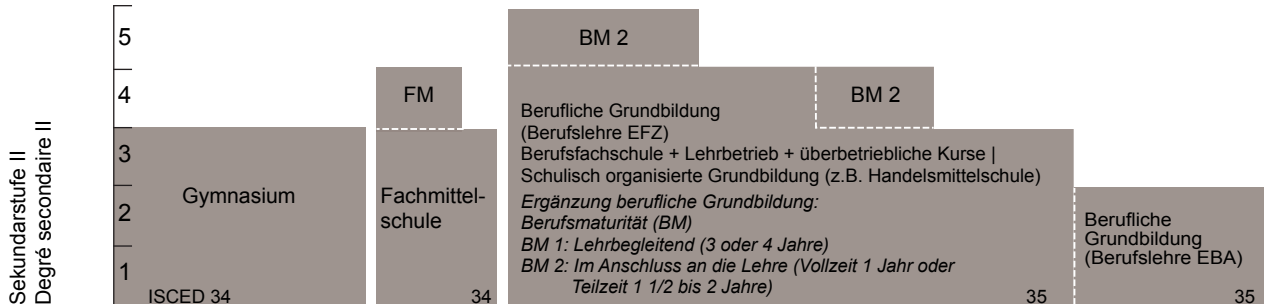 Sekundarstufe II
Degré secondaire II
5
4
3
2
1
BM 2
FM
BM 2
Gymnasium
ISCED 34
Fachmittel-
schule
34
Berufliche Grundbildung
(Berufslehre EFZ)
Berufsfachschule + Lehrbetrieb + überbetriebliche Kurse |
Schulisch organisierte Grundbildung (z.B. Handelsmittelschule)
Ergänzung berufliche Grundbildung:
Berufsmaturität (BM)
BM 1: Lehrbegleitend (3 oder 4 Jahre)
BM 2: Im Anschluss an die Lehre (Vollzeit 1 Jahr oder
Teilzeit 1 1/2 bis 2 Jahre)
35
Berufliche
Grundbildung
(Berufslehre EBA)
35